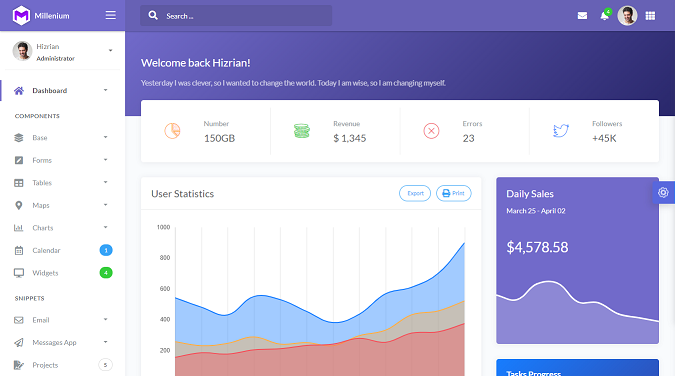 Millenium
Search ...
4
Hizrian
Administrator
Dashboard
COMPONENTS
Base
Forms
Tables
Maps
Charts
Calendar
1
Widgets
4
SNIPPETS
Email
Messages App
Projects
5
Welcome back Hizrian!
Yesterday I was clever, so I wanted to change the world. Today I am wise, so I am changing myself.
Number
150GB
Revenue
$ 1,345
Errors
23
Followers
+45K
User Statistics
Export
Print
1000
800
600
400
200
Daily Sales
March 25 - April 02
$4,578.58
Tasks Progress